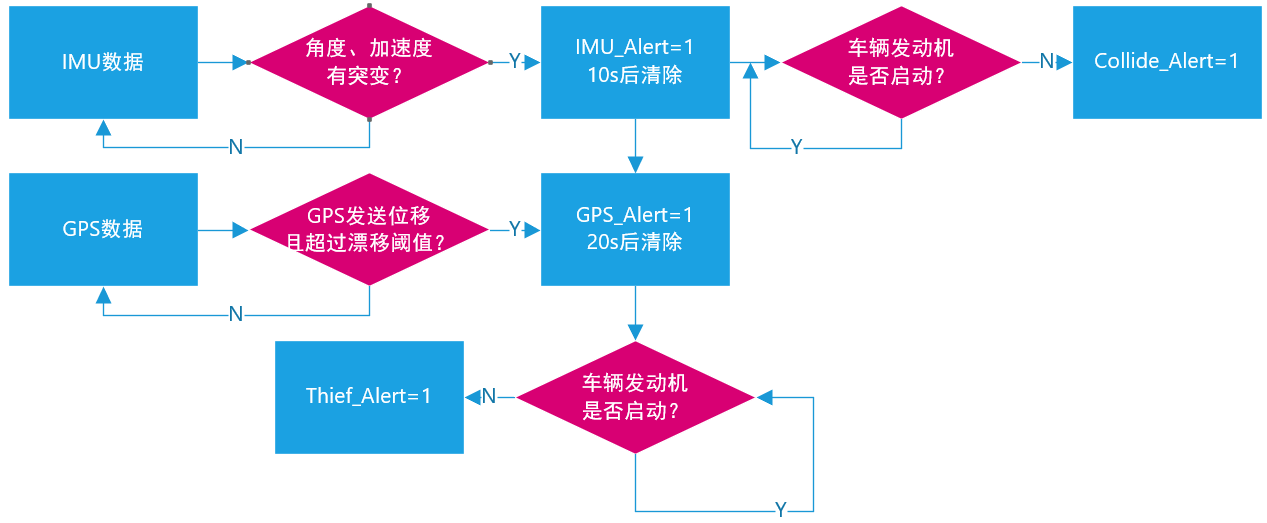 IMU数据
角度、加速度
有突变？
Y
IMU_Alert=1
10s后清除
车辆发动机
是否启动？
N
Collide_Alert=1
N
Y
GPS数据
GPS发送位移
且超过漂移阈值？
Y
GPS_Alert=1
20s后清除
N
Thief_Alert=1
N
车辆发动机
是否启动？
Y